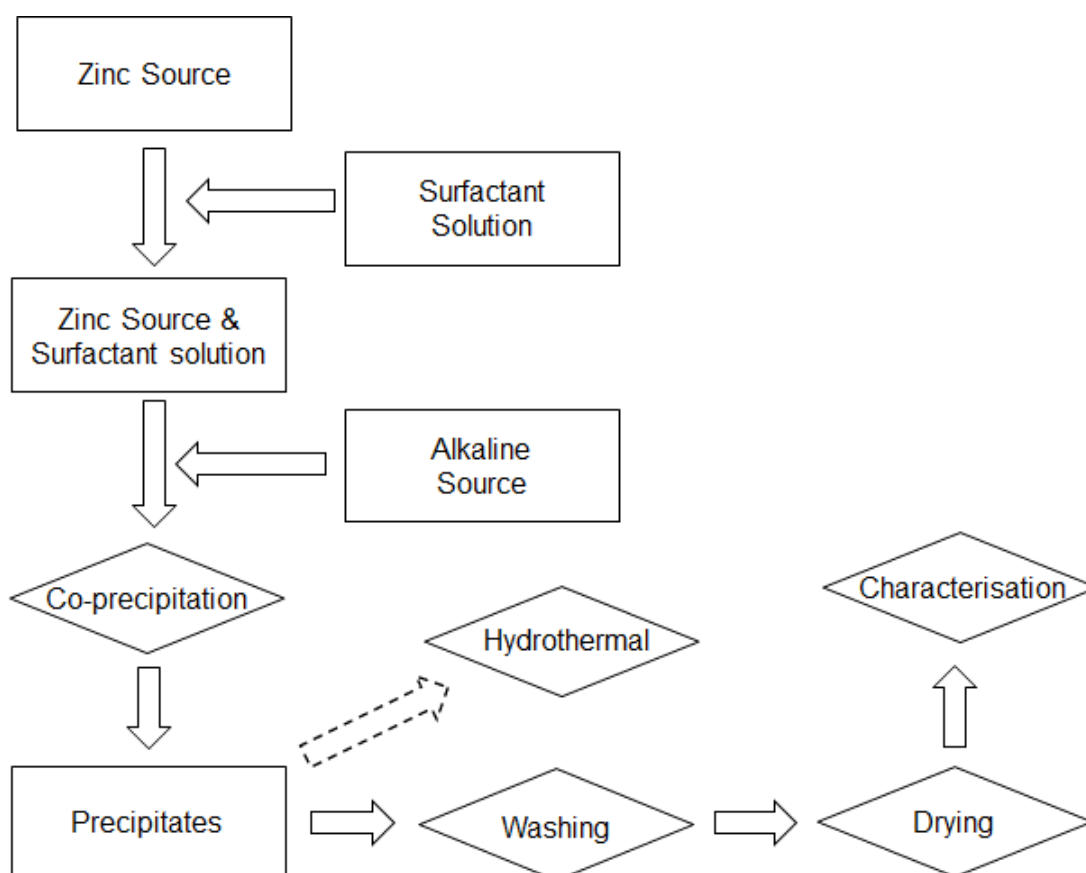 Zinc Source
Surfactant
Solution
Zinc Source &
Surfactant solution
Alkaline
Source
Co-precipitation
Characterisation
Hydrothermal
Precipitates
Washing
Drying